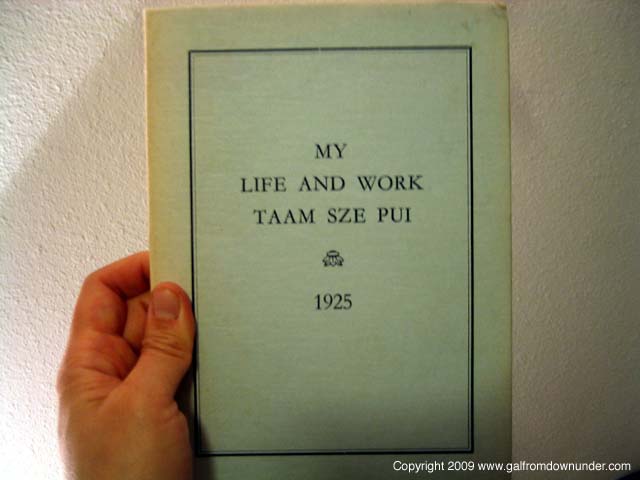 MY
LIFE AND WORK
TAAM SZE PUI
1925
Copyright 2009 www.galfromdownunder.com